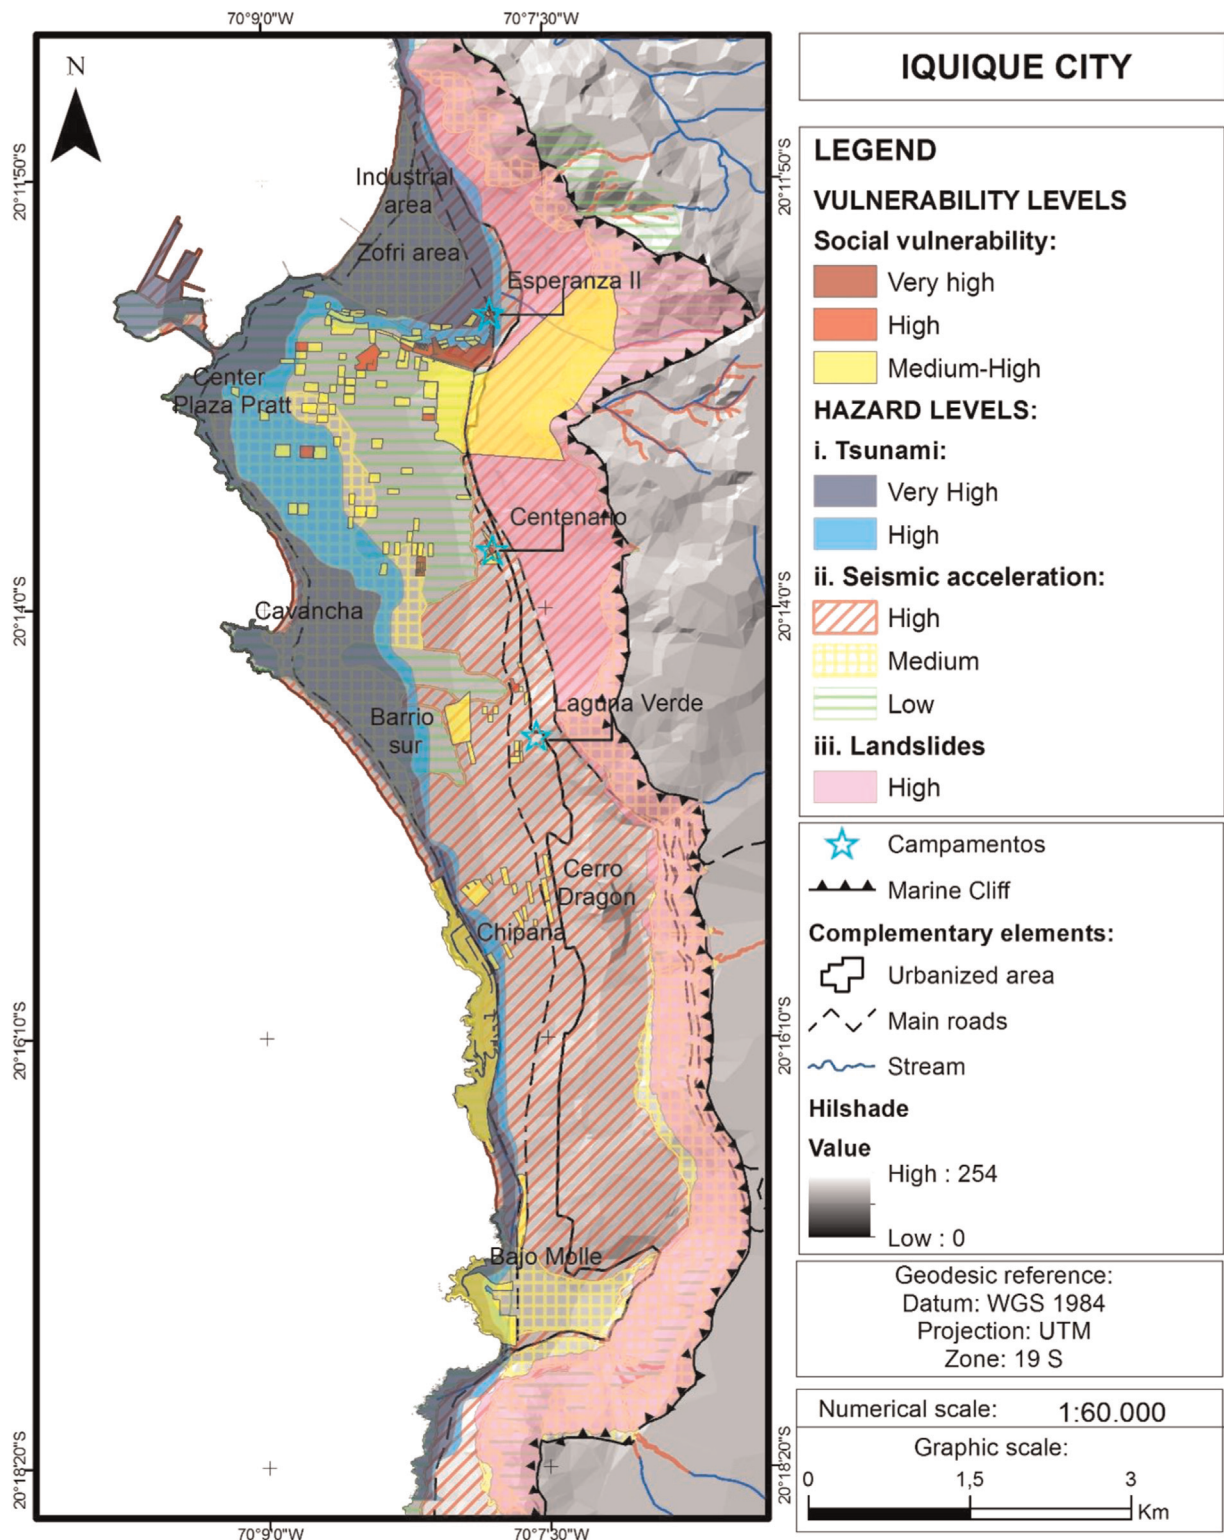 70°9'0"W
70°7'30"W
N
20°11'50"S
20°11'50"S
20°14'0"S
20°14'0"S
20°16'10"S
20°16'10"S
20°18'20"S
20°18'20"S
70°9'0"W
70°7'30"W
Industrial
area
Zofri area
Esperanza II
Center
Plaza Pratt
Centenario
Cavancha
Barrio
sur
Laguna Verde
Cerro
Dragon
Chipana
Bajo Molle
IQUIQUE CITY
LEGEND
VULNERABILITY LEVELS
Social vulnerability:
Very high
High
Medium-High
HAZARD LEVELS:
i. Tsunami:
Very High
High
ii. Seismic acceleration:
High
Medium
Low
iii. Landslides
High
Campamentos
Marine Cliff
Complementary elements:
Urbanized area
Main roads
Stream
Hilshade
Value
High : 254
Low : 0
Geodesic reference:
Datum: WGS 1984
Projection: UTM
Zone: 19 S
Numerical scale: 1:60.000
Graphic scale:
0 1,5 3
Km